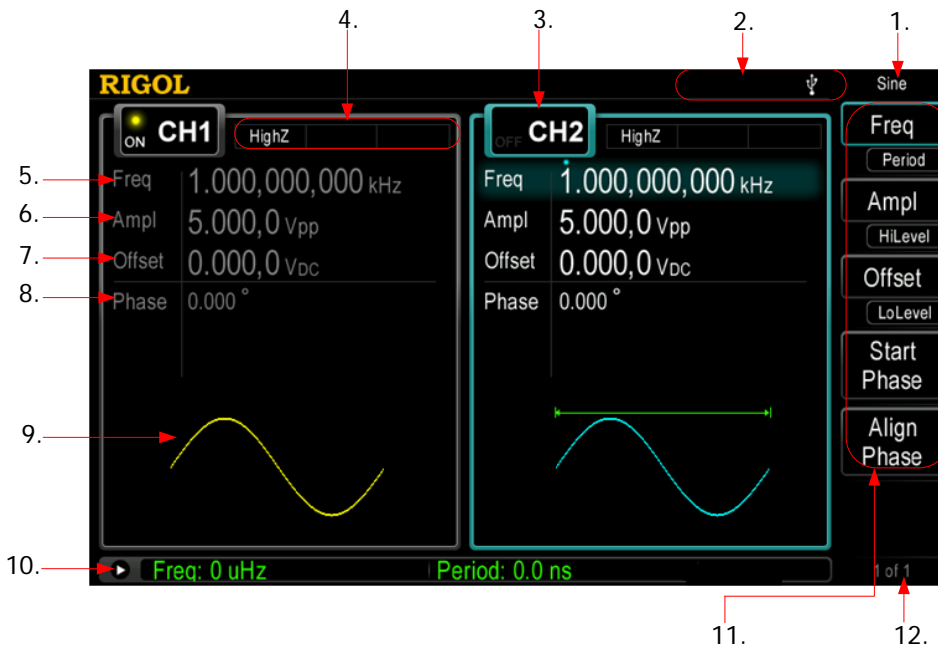 4.
3.
2.
1.
RIGOL
Sine
ON CH1
HighZ
OFF CH2
HighZ
Freq
Period
5.
Freq 1.000,000,000 kHz
Freq 1.000,000,000 kHz
Ampl
HiLevel
6.
Ampl 5.000,0 Vpp
Ampl 5.000,0 Vpp
7.
Offset 0.000,0 VDC
Offset 0.000,0 VDC
Offset
LoLevel
8.
Phase 0.000 °
Phase 0.000 °
Start
Phase
Align
Phase
9.
10.
Freq: 0 uHz
Period: 0.0 ns
1 of 1
11.
12.